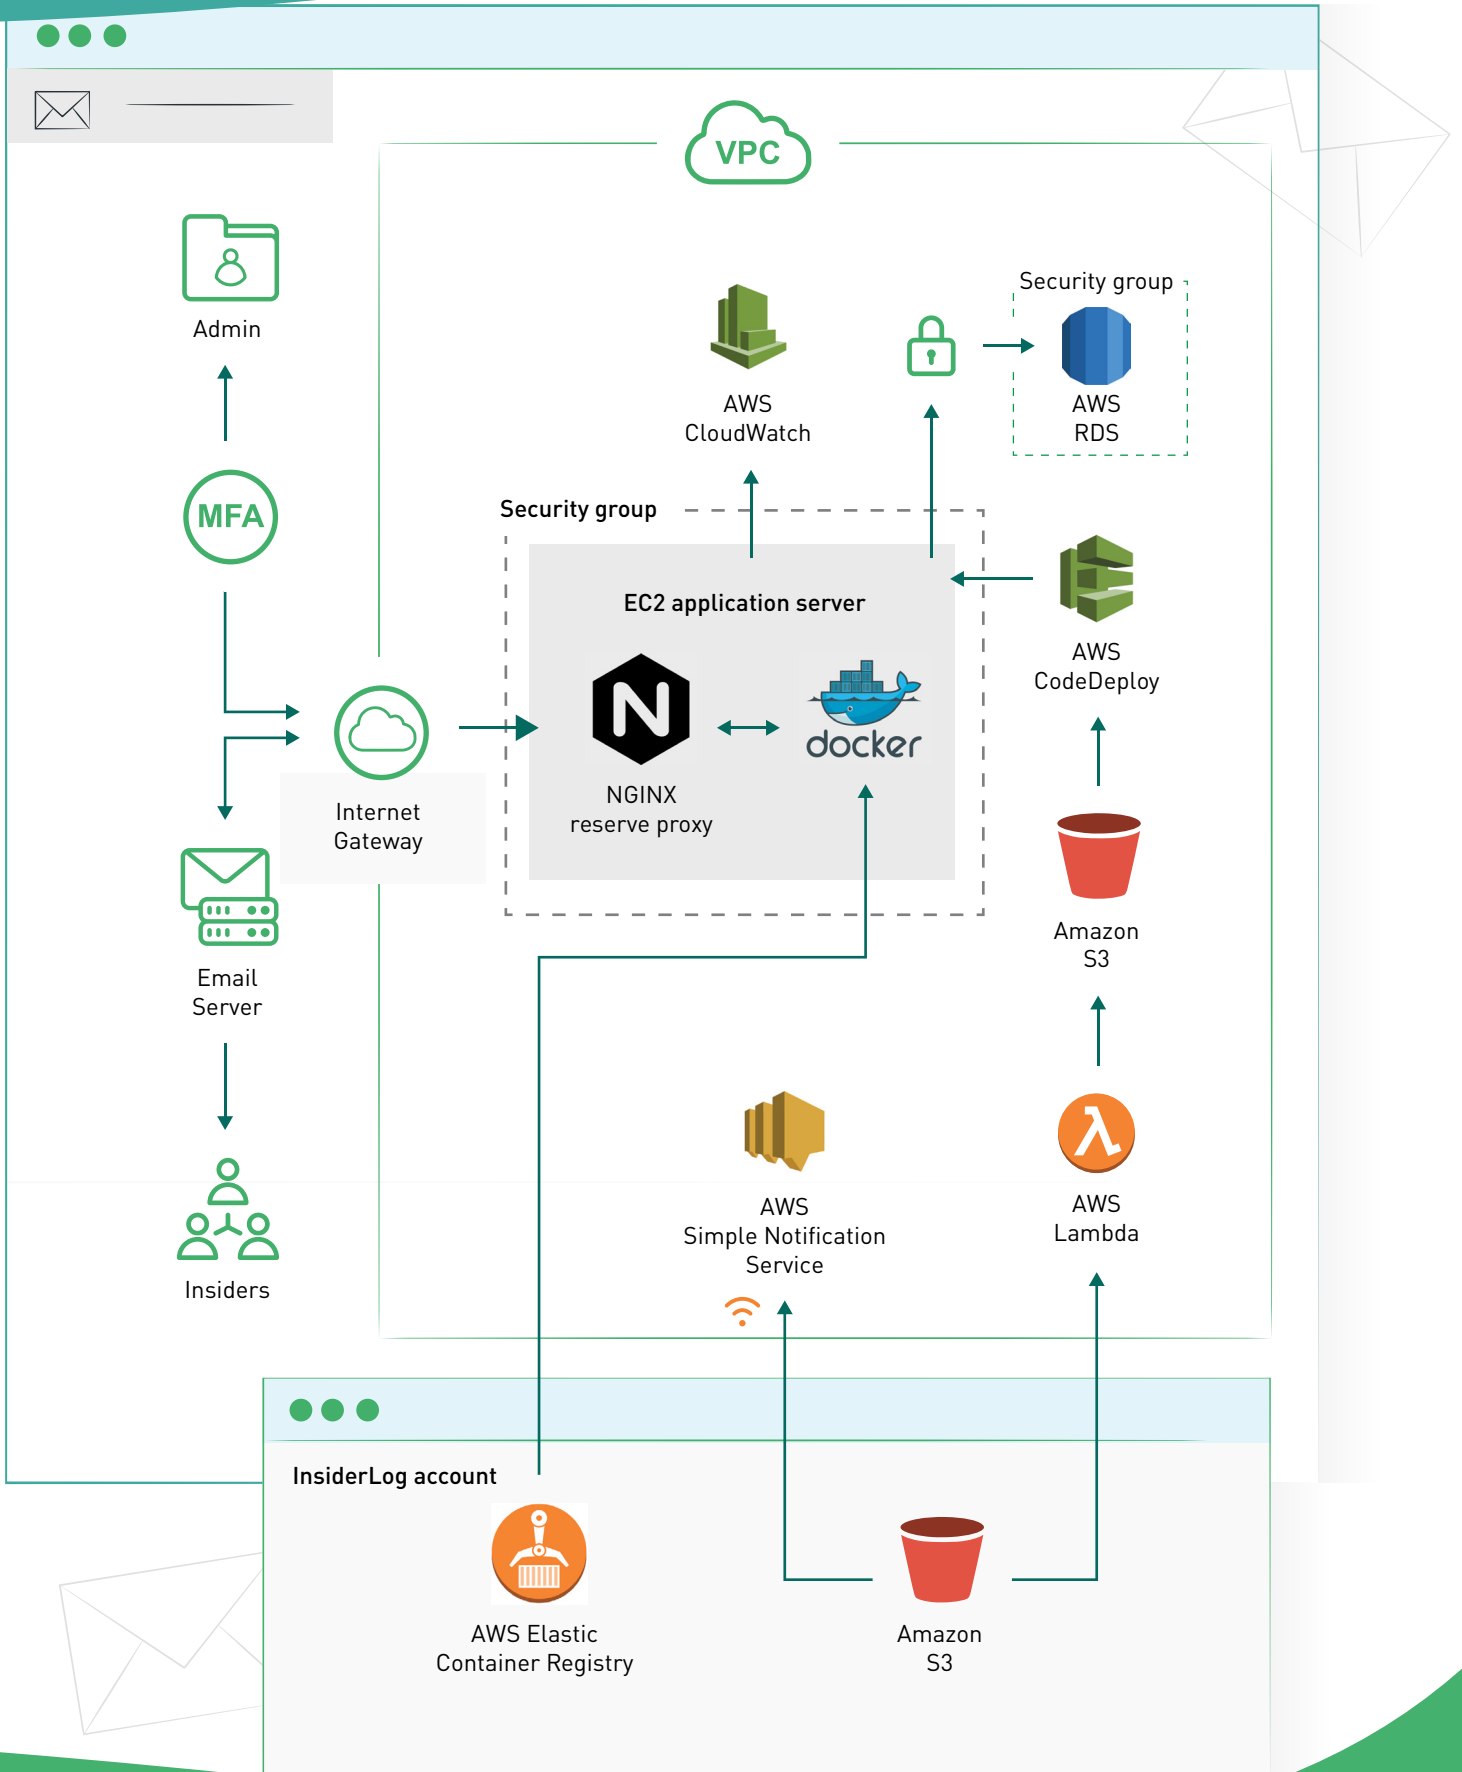 VPC
Admin
Security group
AWS
CloudWatch
AWS
RDS
MFA
Security group
EC2 application server
AWS
CodeDeploy
docker
NGINX
reserve proxy
Internet
Gateway
Amazon
S3
Email
Server
AWS
Simple Notification
Service
AWS
Lambda
Insiders
InsiderLog account
AWS Elastic
Container Registry
Amazon
S3